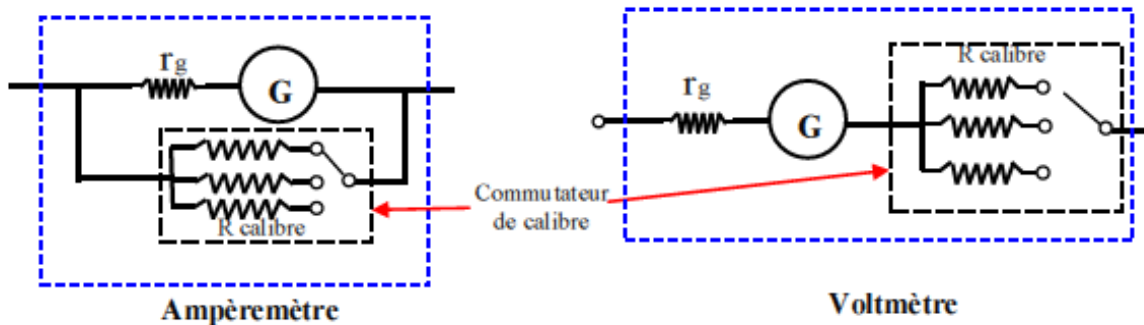 rg
G
R calibre
Ampèremètre
Commutateur
de calibre
R calibre
rg
G
Voltmètre